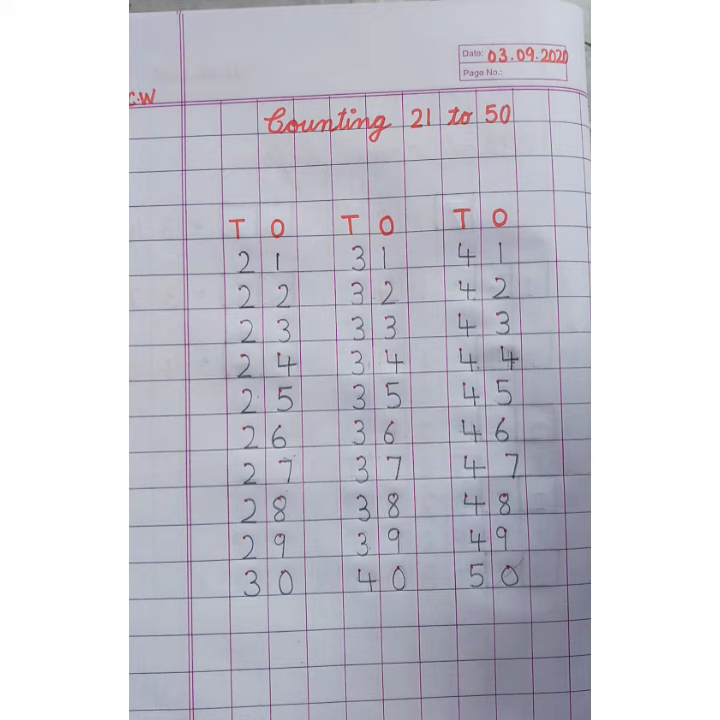 Date: 03.09.2020
Page No.:
C.W
Counting 21 to 50
T O T O T O
2 1 3 1 4 1
2 2 3 2 4 2
2 3 3 3 4 3
2 4 3 4 4 4
2 5 3 5 4 5
2 6 3 6 4 6
2 7 3 7 4 7
2 8 3 8 4 8
2 9 3 9 4 9
3 0 4 0 5 0